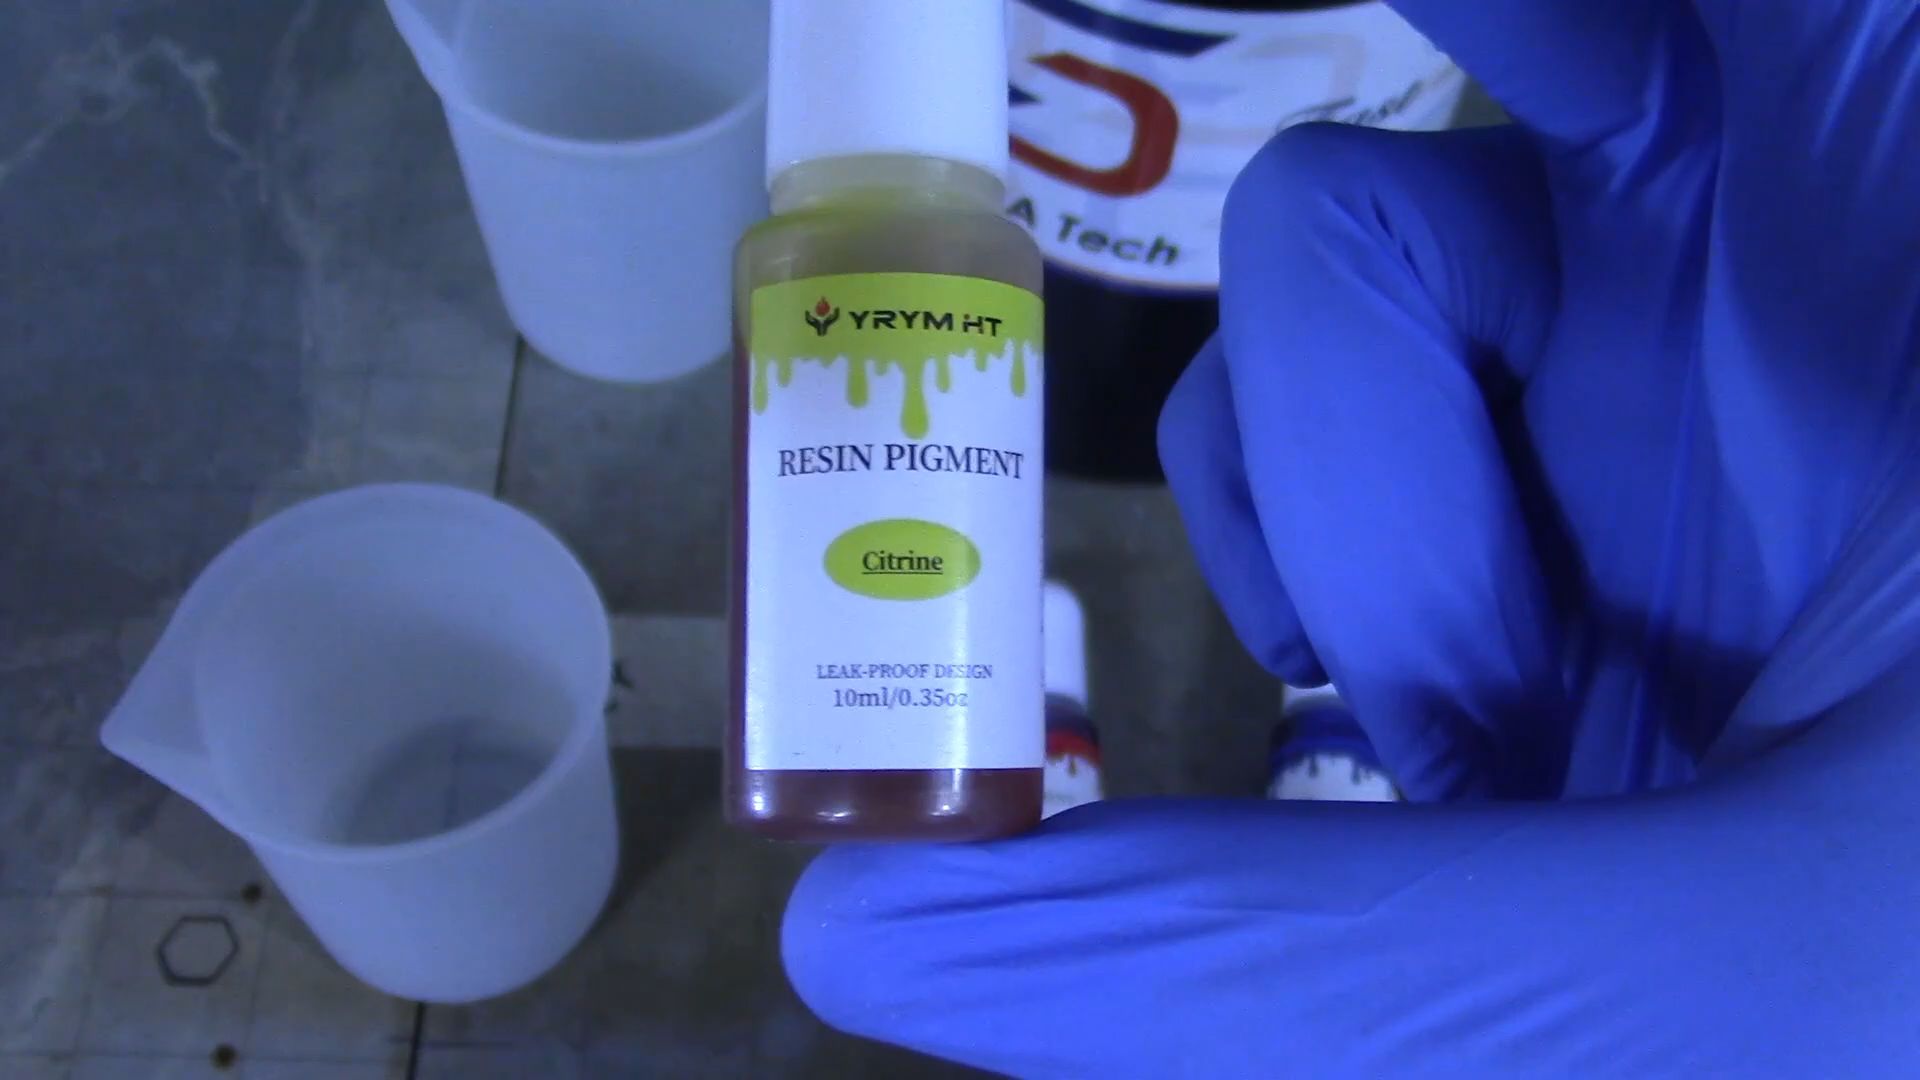 A Tech
YRYM HT
RESIN PIGMENT
Citrine
LEAK-PROOF DESIGN
10ml/0.35oz